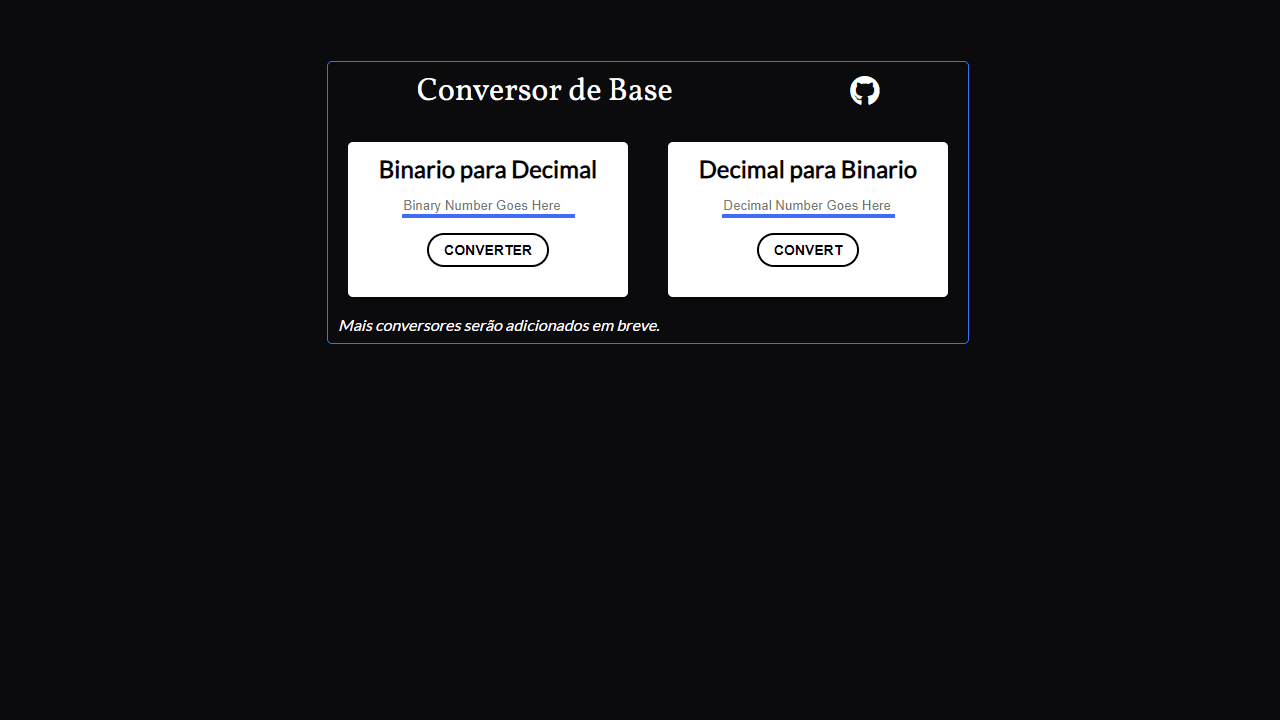 Conversor de Base
Binario para Decimal
Binary Number Goes Here
CONVERTER
Decimal para Binario
Decimal Number Goes Here
CONVERT
Mais conversores serão adicionados em breve.